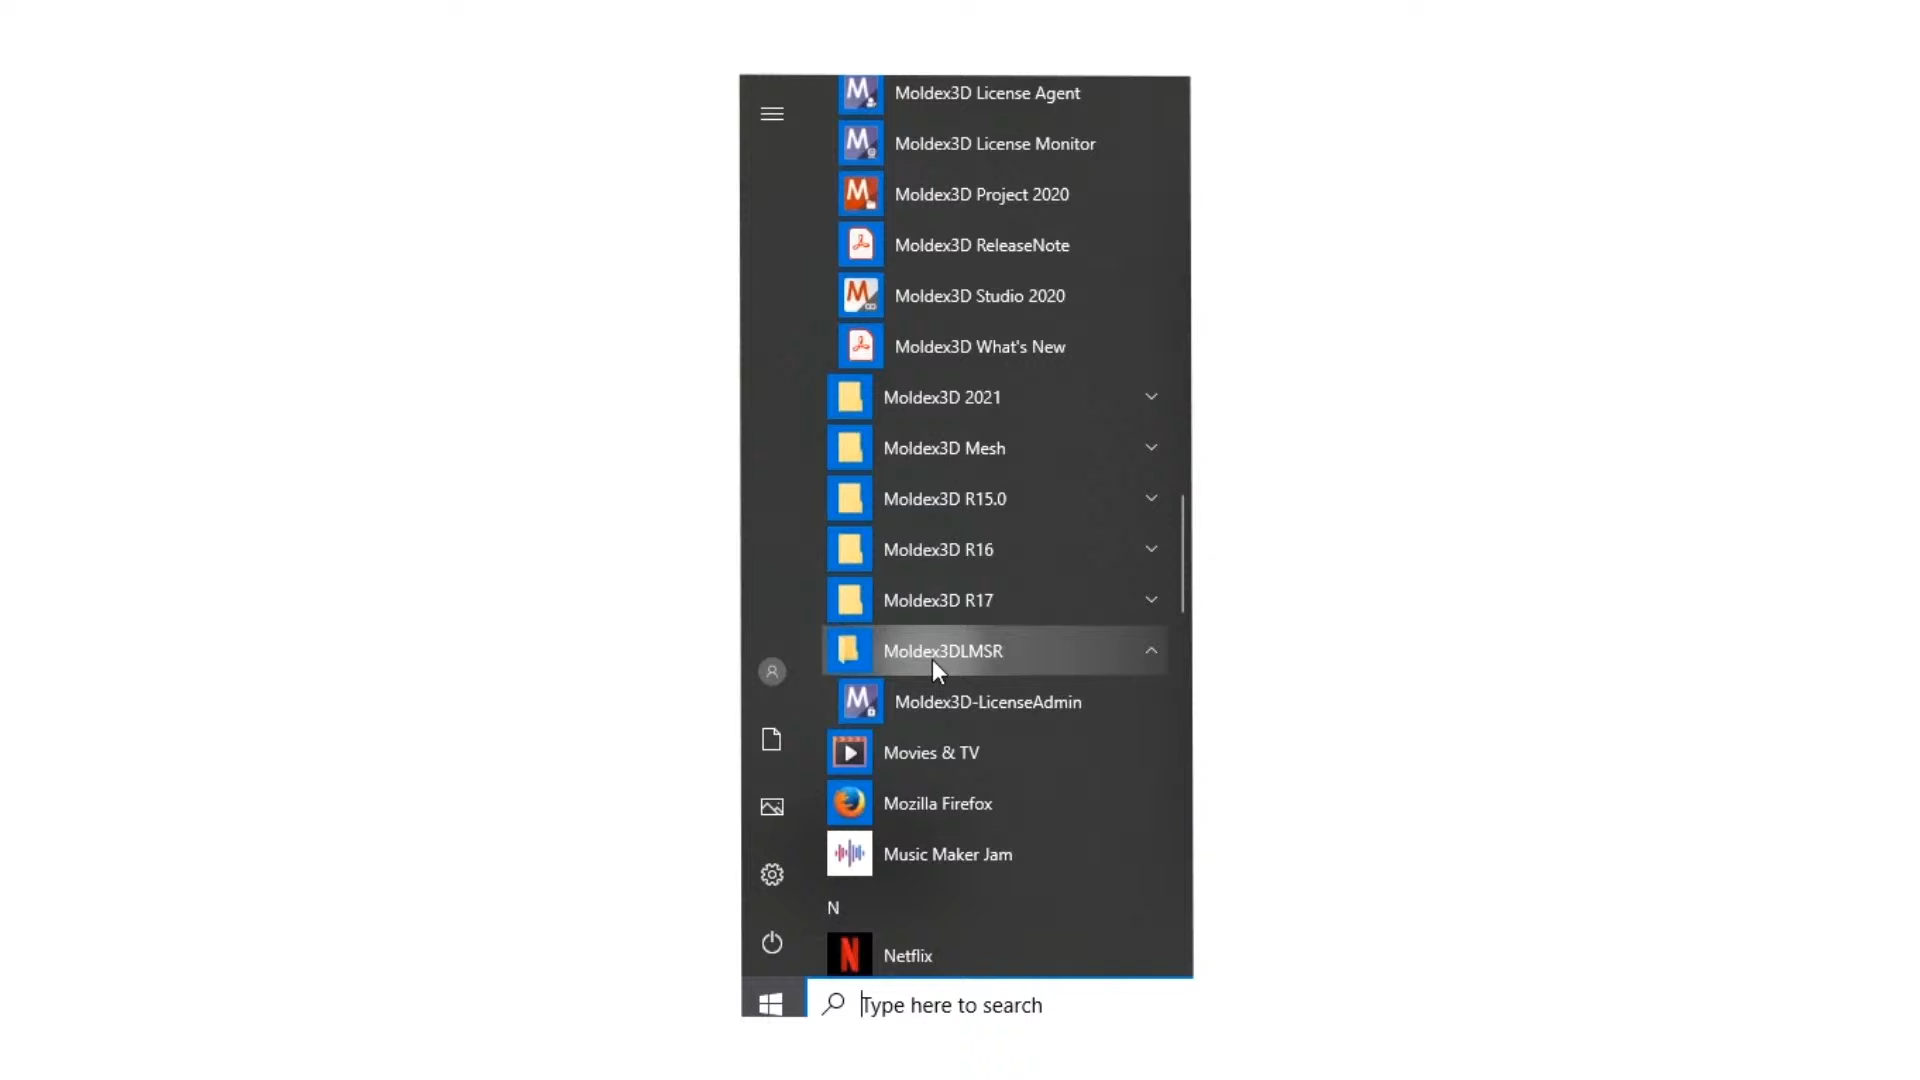 Moldex3D License Agent
Moldex3D License Monitor
Moldex3D Project 2020
Moldex3D ReleaseNote
Moldex3D Studio 2020
Moldex3D What's New
Moldex3D 2021
Moldex3D Mesh
Moldex3D R15.0
Moldex3D R16
Moldex3D R17
Moldex3DLMSR
Moldex3D-LicenseAdmin
Movies & TV
Mozilla Firefox
Music Maker Jam
N
Netflix
Type here to search